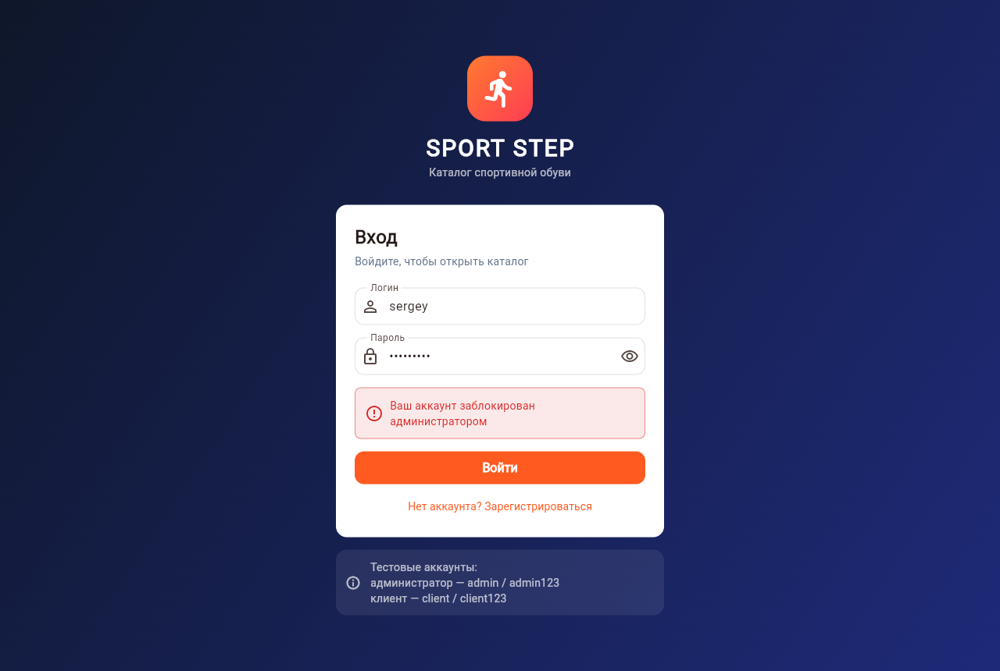 SPORT STEP
Каталог спортивной обуви
Вход
Войдите, чтобы открыть каталог
Логин
sergey
Пароль
•••••••••
Ваш аккаунт заблокирован
администратором
Войти
Нет аккаунта? Зарегистрироваться
Тестовые аккаунты:
администратор — admin / admin123
клиент — client / client123